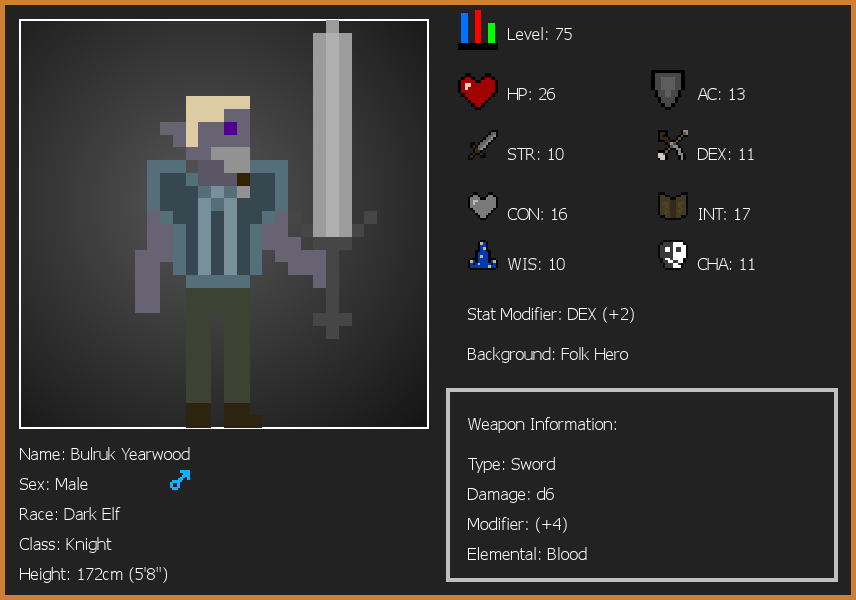 Level: 75
HP: 26
AC: 13
STR: 10
DEX: 11
CON: 16
INT: 17
WIS: 10
CHA: 11
Stat Modifier: DEX (+2)
Background: Folk Hero
Weapon Information:
Type: Sword
Damage: d6
Modifier: (+4)
Elemental: Blood
Name: Bulruk Yearwood
Sex: Male
Race: Dark Elf
Class: Knight
Height: 172cm (5'8")